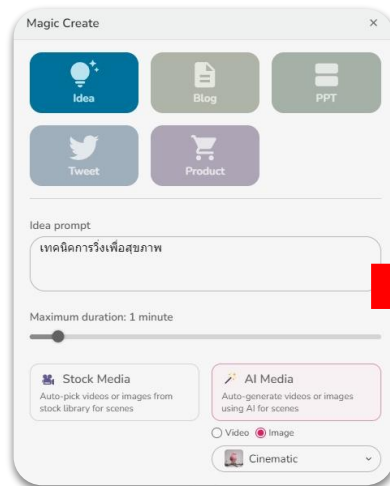 Magic Create ×
Idea
Blog
PPT
Tweet
Product
Idea prompt
เทคนิคการวิ่งเพื่อสุขภาพ
Maximum duration: 1 minute
Stock Media
Auto-pick videos or images from
stock library for scenes
AI Media
Auto-generate videos or images
using AI for scenes
Video
Image
Cinematic